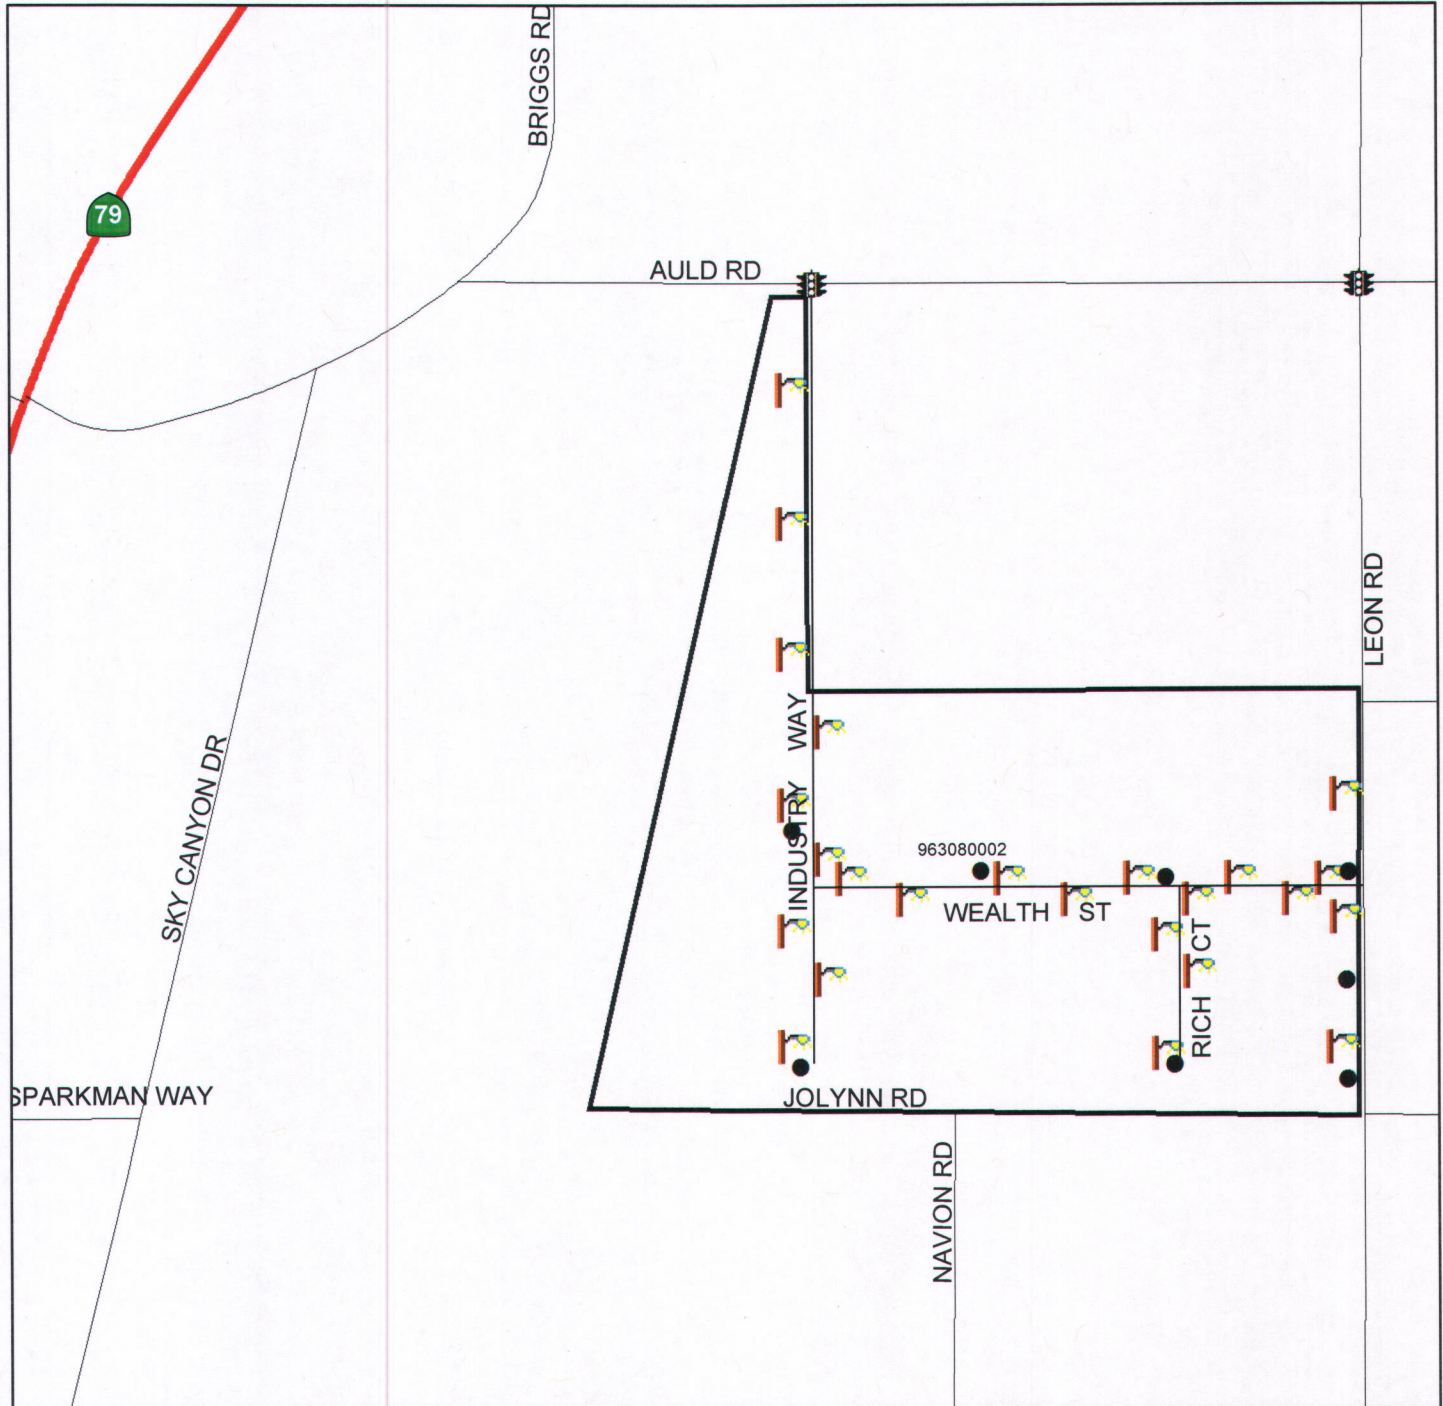 BRIGGS RD
79
AULD RD
LEON RD
INDUSTRY WAY
SKY CANYON DR
963080002
WEALTH ST
RICH CT
SPARKMAN WAY
JOLYNN RD
NAVION RD